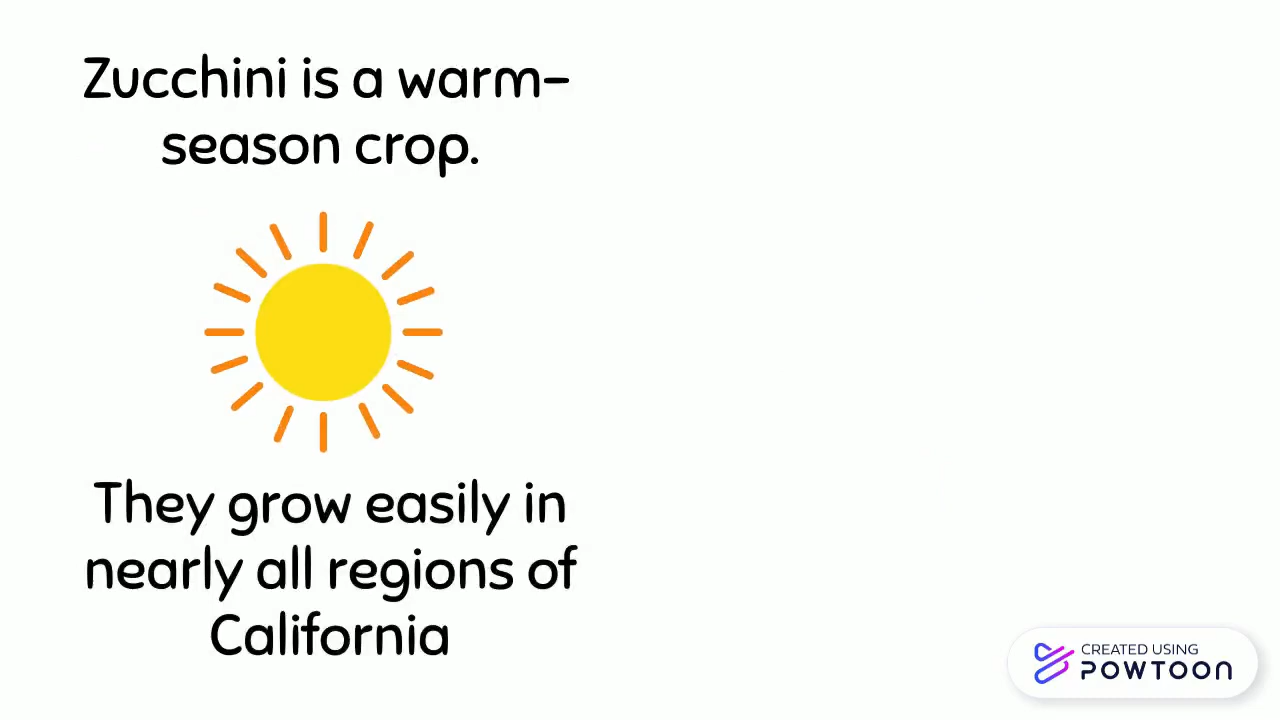 Zucchini is a warm-
season crop.
They grow easily in
nearly all regions of
California
CREATED USING
POWTOON